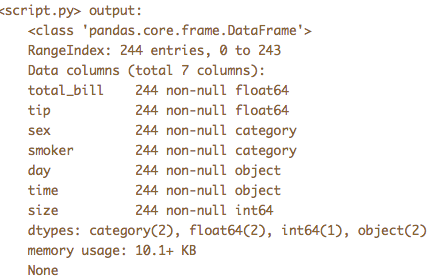 <script.py> output:
<class 'pandas.core.frame.DataFrame'>
RangeIndex: 244 entries, 0 to 243
Data columns (total 7 columns):
total_bill    244 non-null float64
tip           244 non-null float64
sex           244 non-null category
smoker        244 non-null category
day           244 non-null object
time          244 non-null object
size          244 non-null int64
dtypes: category(2), float64(2), int64(1), object(2)
memory usage: 10.1+ KB
None